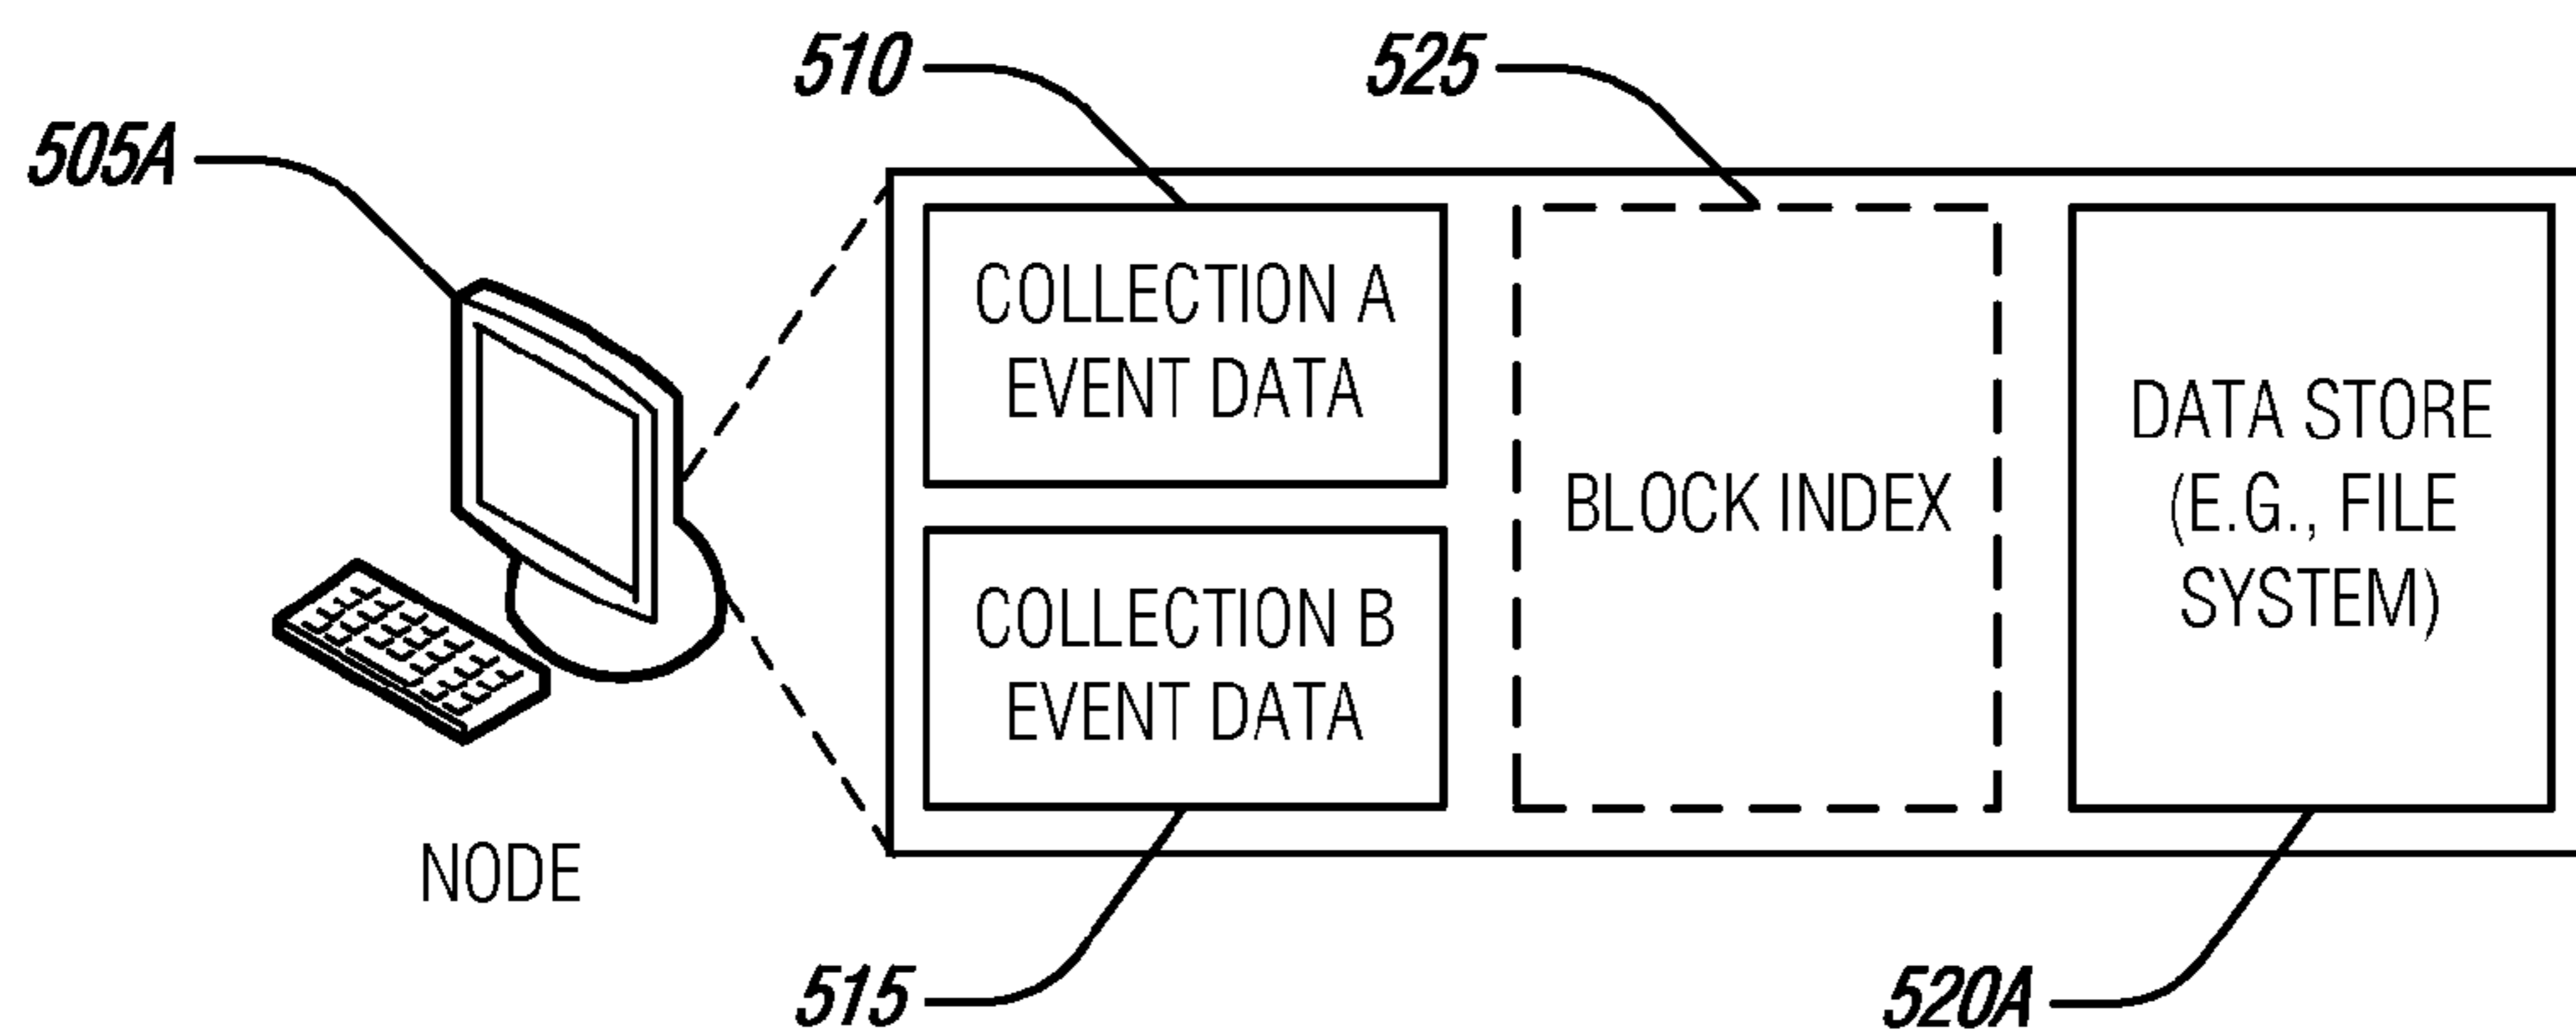 510
525
505A
COLLECTION A
EVENT DATA
BLOCK INDEX
DATA STORE
(E.G., FILE
SYSTEM)
COLLECTION B
EVENT DATA
NODE
515
520A